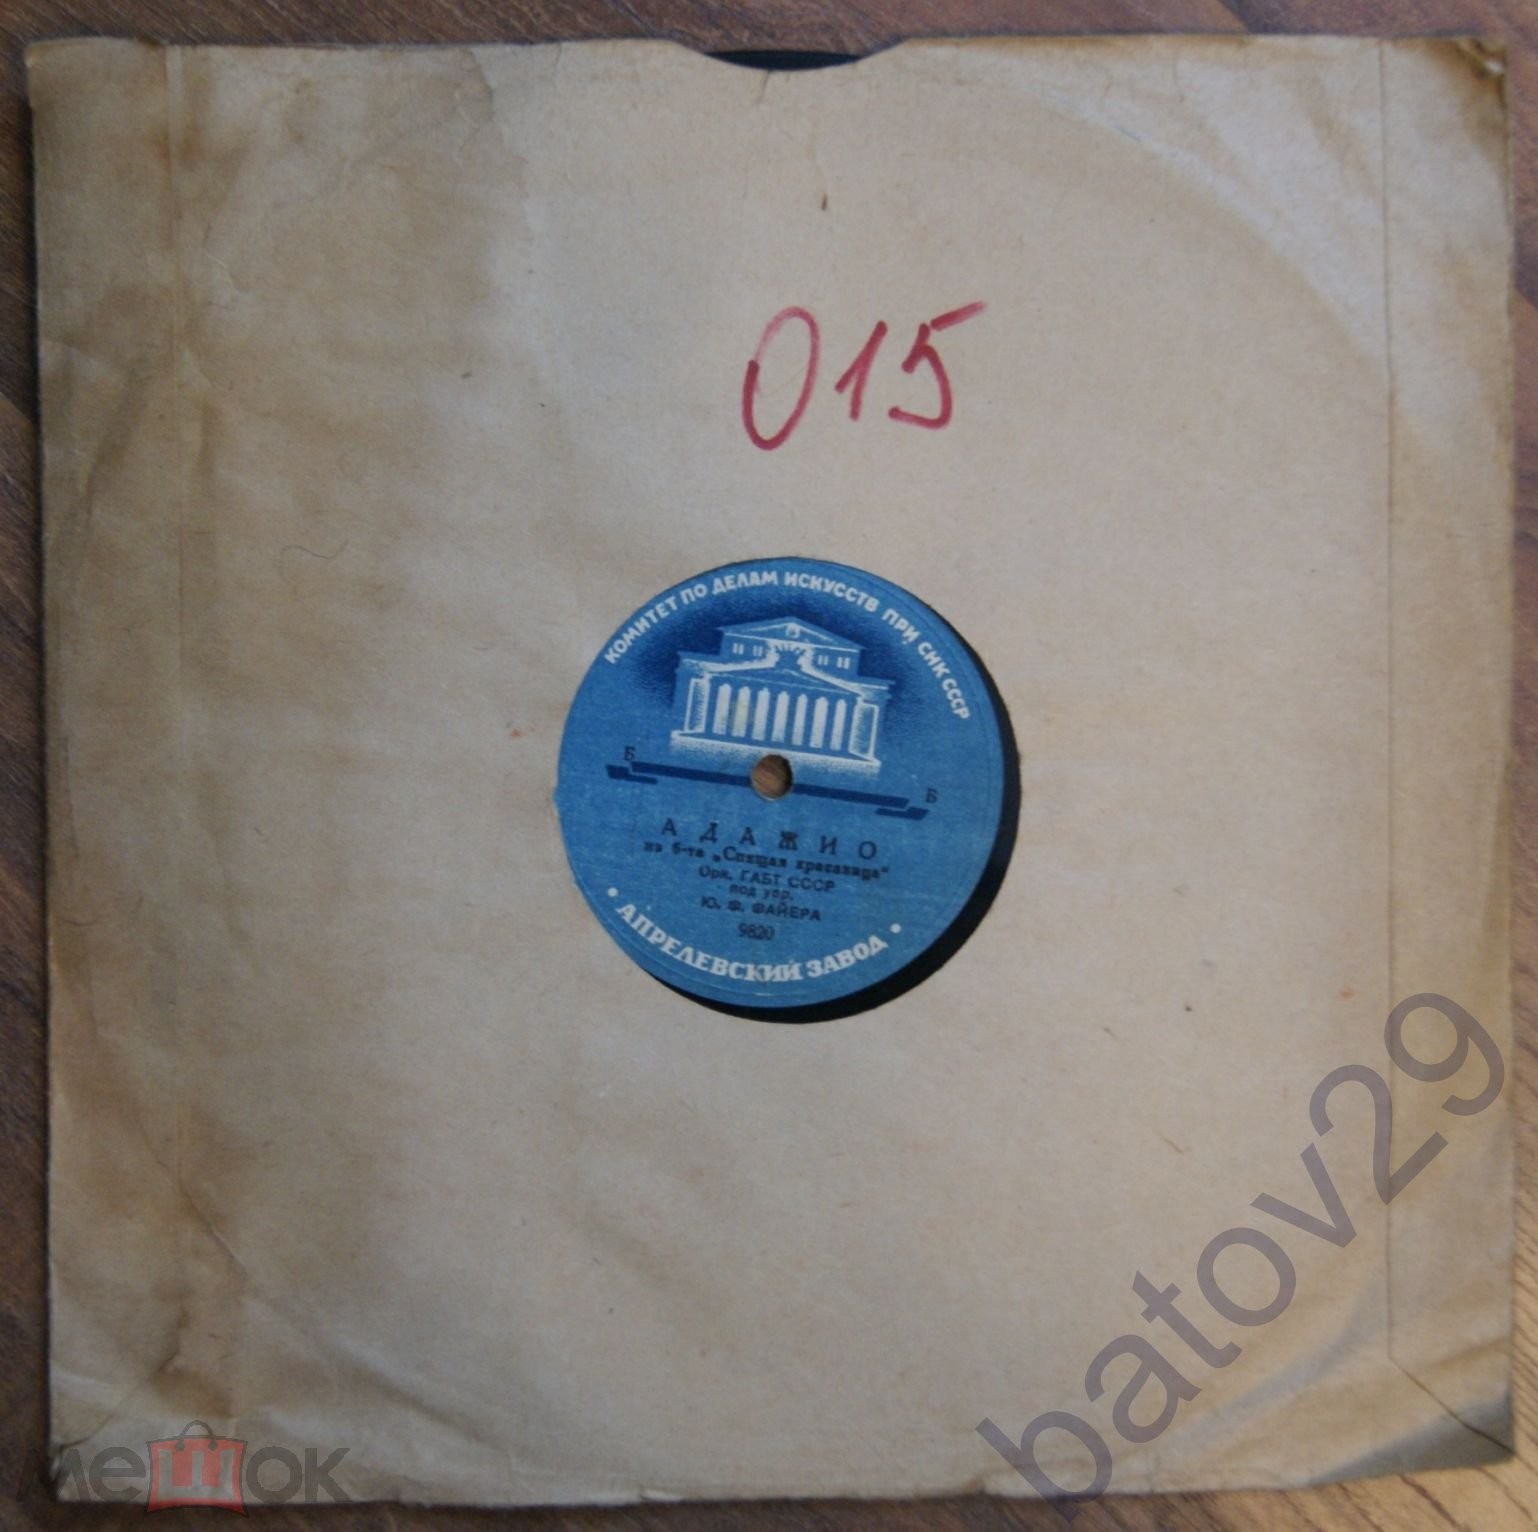 015
КОМИТЕТ ПО ДЕЛАМ ИСКУССТВ ПРИ СНК СССР
Б Б
АДАЖИО
из б-та „Спящая красавица"
Орк. ГАБТ СССР
под упр.
Ю. Ф. ФАЙЕРА
9820
• АПРЕЛЕВСКИЙ ЗАВОД •
batov29
мешок